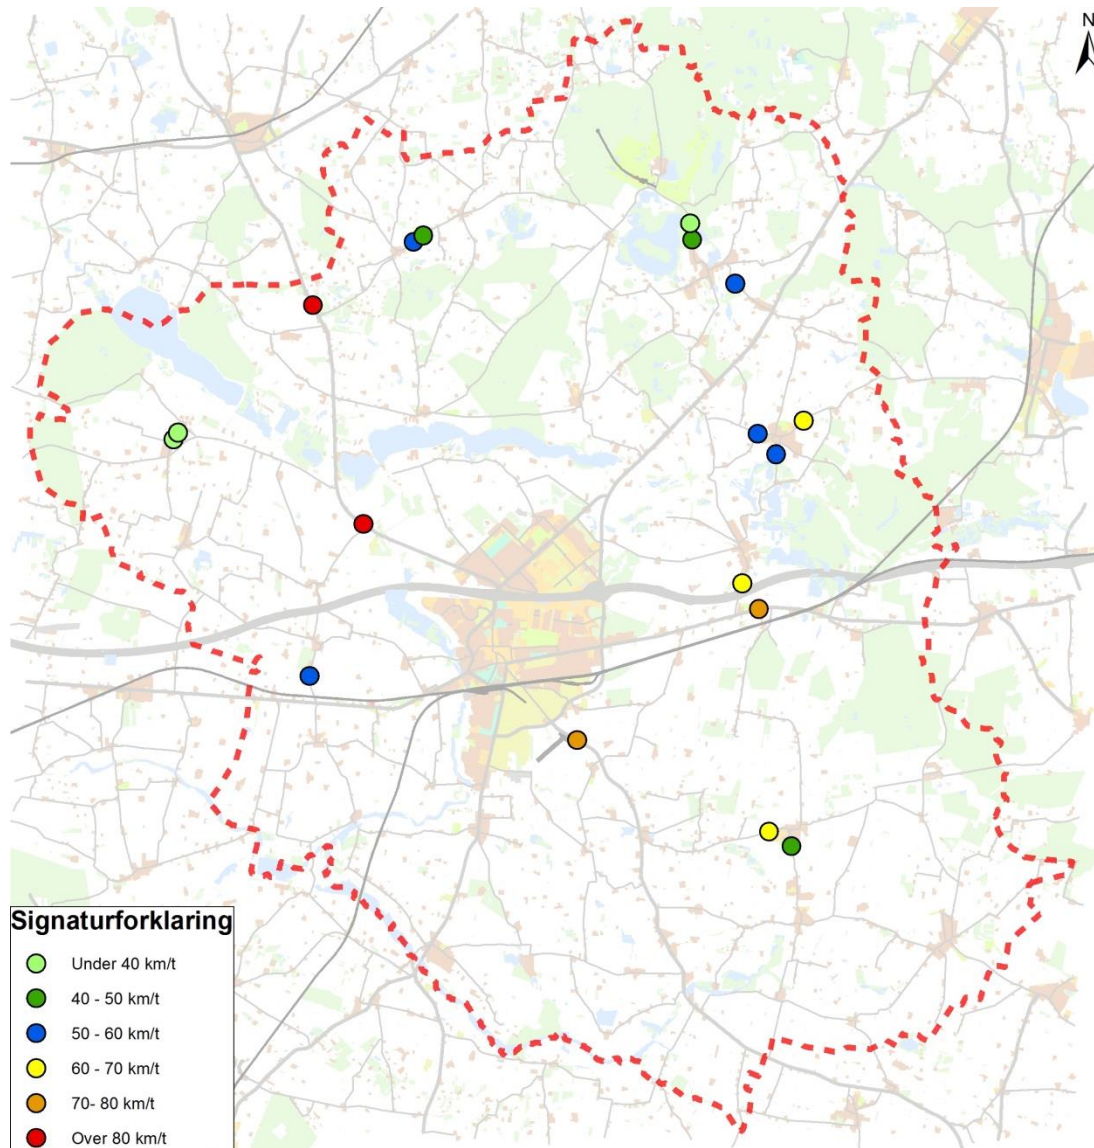 N
Signaturforklaring
Under 40 km/t
40 - 50 km/t
50 - 60 km/t
60 - 70 km/t
70- 80 km/t
Over 80 km/t